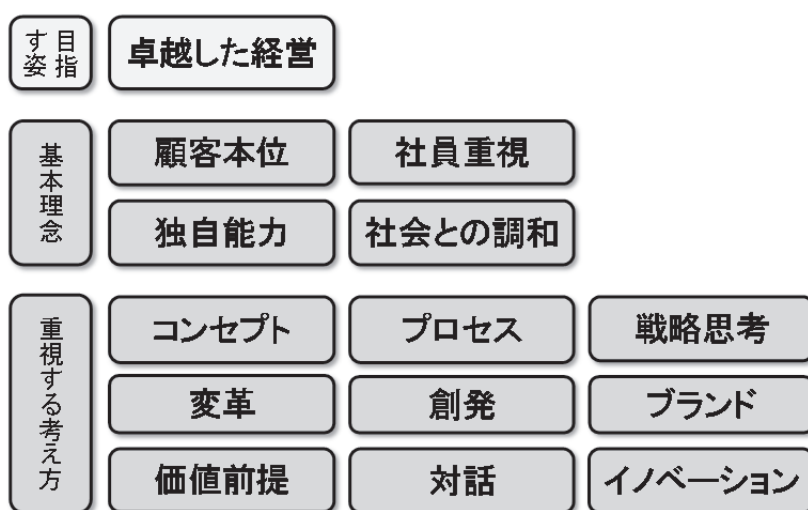 目指す姿
卓越した経営
基本理念
顧客本位
社員重視
独自能力
社会との調和
重視する考え方
コンセプト
プロセス
戦略思考
変革
創発
ブランド
価値前提
対話
イノベーション